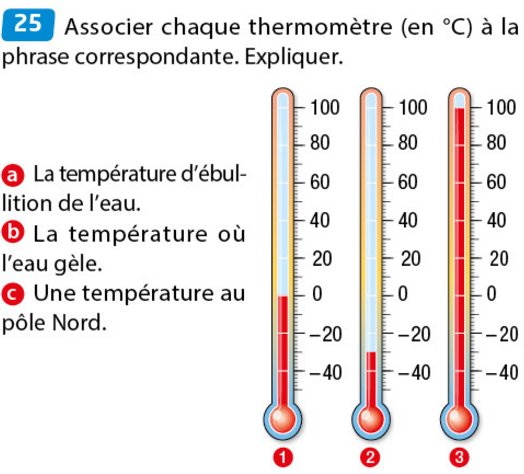 25 Associer chaque thermomètre (en °C) à la
phrase correspondante. Expliquer.
a La température d'ébul-
lition de l'eau.
b La température où
l'eau gèle.
c Une température au
pôle Nord.
100 100 100
80 80 80
60 60 60
40 40 40
20 20 20
0 0 0
−20 −20 −20
−40 −40 −40
1 2 3